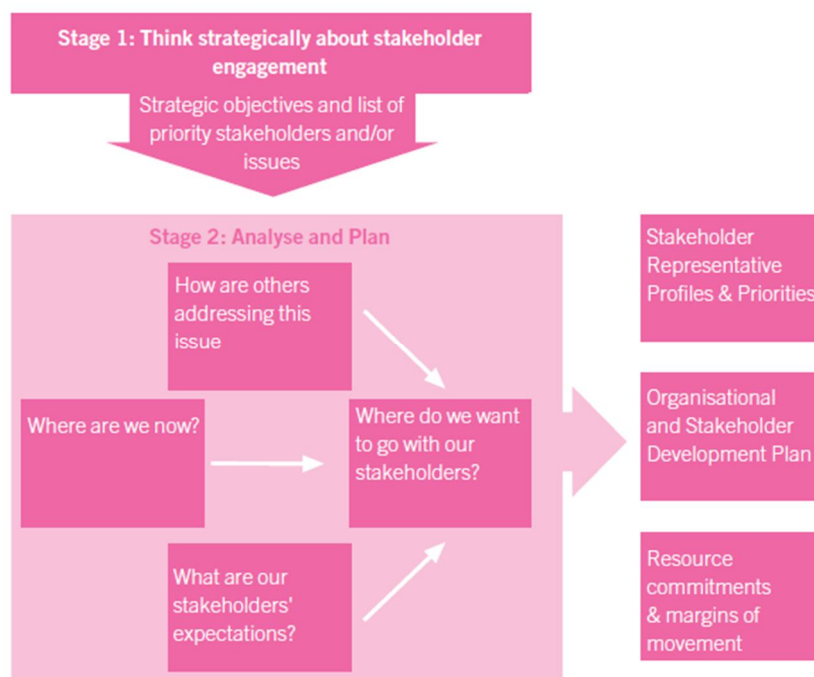 Stage 1: Think strategically about stakeholder
engagement
Strategic objectives and list of
priority stakeholders and/or
issues
Stage 2: Analyse and Plan
How are others
addressing this
issue
Where are we now?
Where do we want
to go with our
stakeholders?
What are our
stakeholders'
expectations?
Stakeholder
Representative
Profiles & Priorities
Organisational
and Stakeholder
Development Plan
Resource
commitments
& margins of
movement